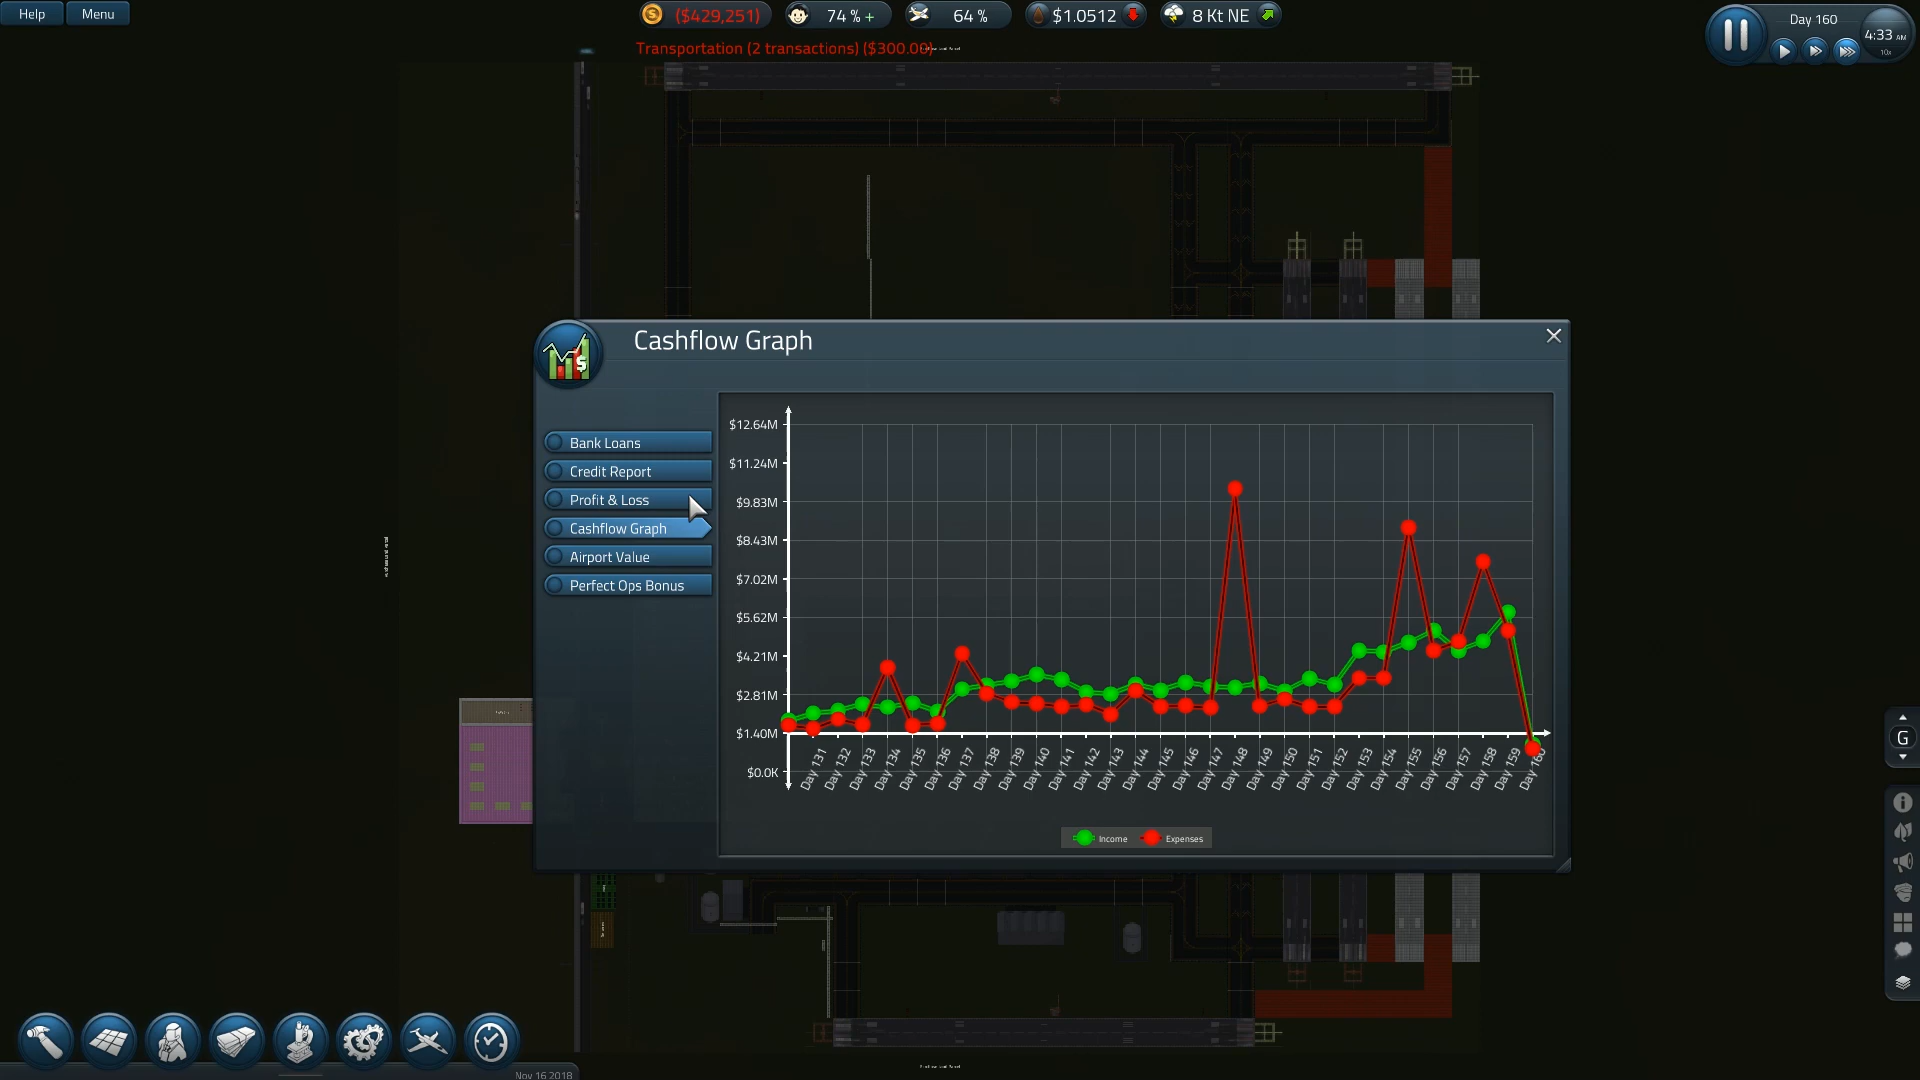 Help
Menu
($429,251)
74 % +
64 %
$1.0512
8 Kt NE
Day 160
4:33 AM
10x
Transportation (2 transactions) ($300.08)
Cashflow Graph
Bank Loans
Credit Report
Profit & Loss
Cashflow Graph
Airport Value
Perfect Ops Bonus
$12.64M
$11.24M
$9.83M
$8.43M
$7.02M
$5.62M
$4.21M
$2.81M
$1.40M
$0.0K
Day 131
Day 132
Day 133
Day 134
Day 135
Day 136
Day 137
Day 138
Day 139
Day 140
Day 141
Day 142
Day 143
Day 144
Day 145
Day 146
Day 147
Day 148
Day 149
Day 150
Day 151
Day 152
Day 153
Day 154
Day 155
Day 156
Day 157
Day 158
Day 159
Day 160
Income
Expenses
G
Nov 16 2018